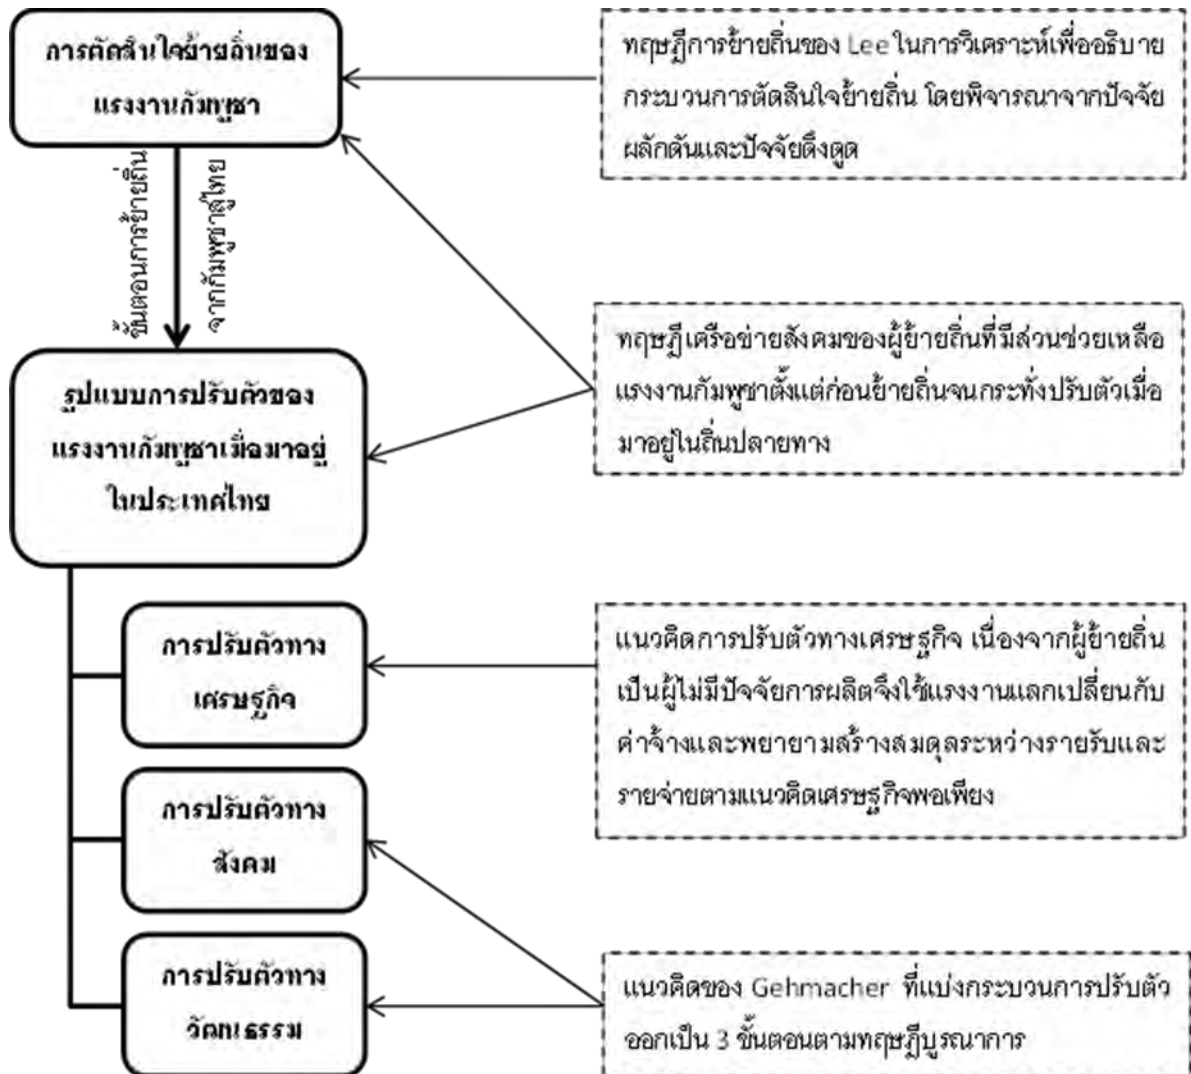 การตัดสินใจย้ายถิ่นของ
แรงงานกัมพูชา
ทฤษฎีการย้ายถิ่นของ Lee ในการวิเคราะห์เพื่ออธิบาย
กระบวนการตัดสินใจย้ายถิ่น โดยพิจารณาจากปัจจัย
ผลักดันและปัจจัยดึงดูด
ขั้นตอนการย้ายถิ่น
จากกัมพูชาสู่ไทย
ทฤษฎีเครือข่ายสังคมของผู้ย้ายถิ่นที่มีส่วนช่วยเหลือ
แรงงานกัมพูชาตั้งแต่ก่อนย้ายถิ่นจนกระทั่งปรับตัวเมื่อ
มาอยู่ในถิ่นปลายทาง
รูปแบบการปรับตัวของ
แรงงานกัมพูชาเมื่อมาอยู่
ในประเทศไทย
การปรับตัวทาง
เศรษฐกิจ
แนวคิดการปรับตัวทางเศรษฐกิจ เนื่องจากผู้ย้ายถิ่น
เป็นผู้ไม่มีปัจจัยการผลิตจึงใช้แรงงานแลกเปลี่ยนกับ
ค่าจ้างและพยายามสร้างสมดุลระหว่างรายรับและ
รายจ่ายตามแนวคิดเศรษฐกิจพอเพียง
การปรับตัวทาง
สังคม
การปรับตัวทาง
วัฒนธรรม
แนวคิดของ Gehmacher ที่แบ่งกระบวนการปรับตัว
ออกเป็น 3 ขั้นตอนตามทฤษฎีบูรณาการ